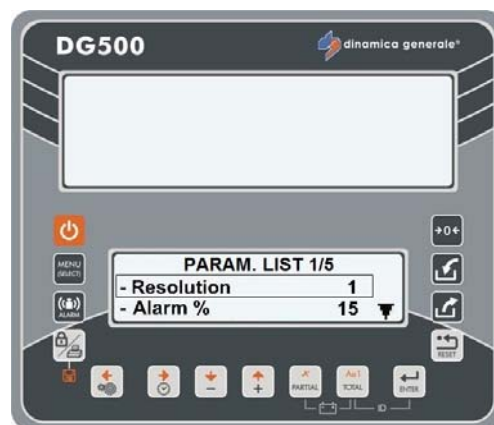 DG500
dinamica generale®
→0←
MENU
(SELECT)
PARAM. LIST 1/5
- Resolution 1
- Alarm % 15
ALARM
RESET
PARTIAL
TOTAL
ENTER
ID